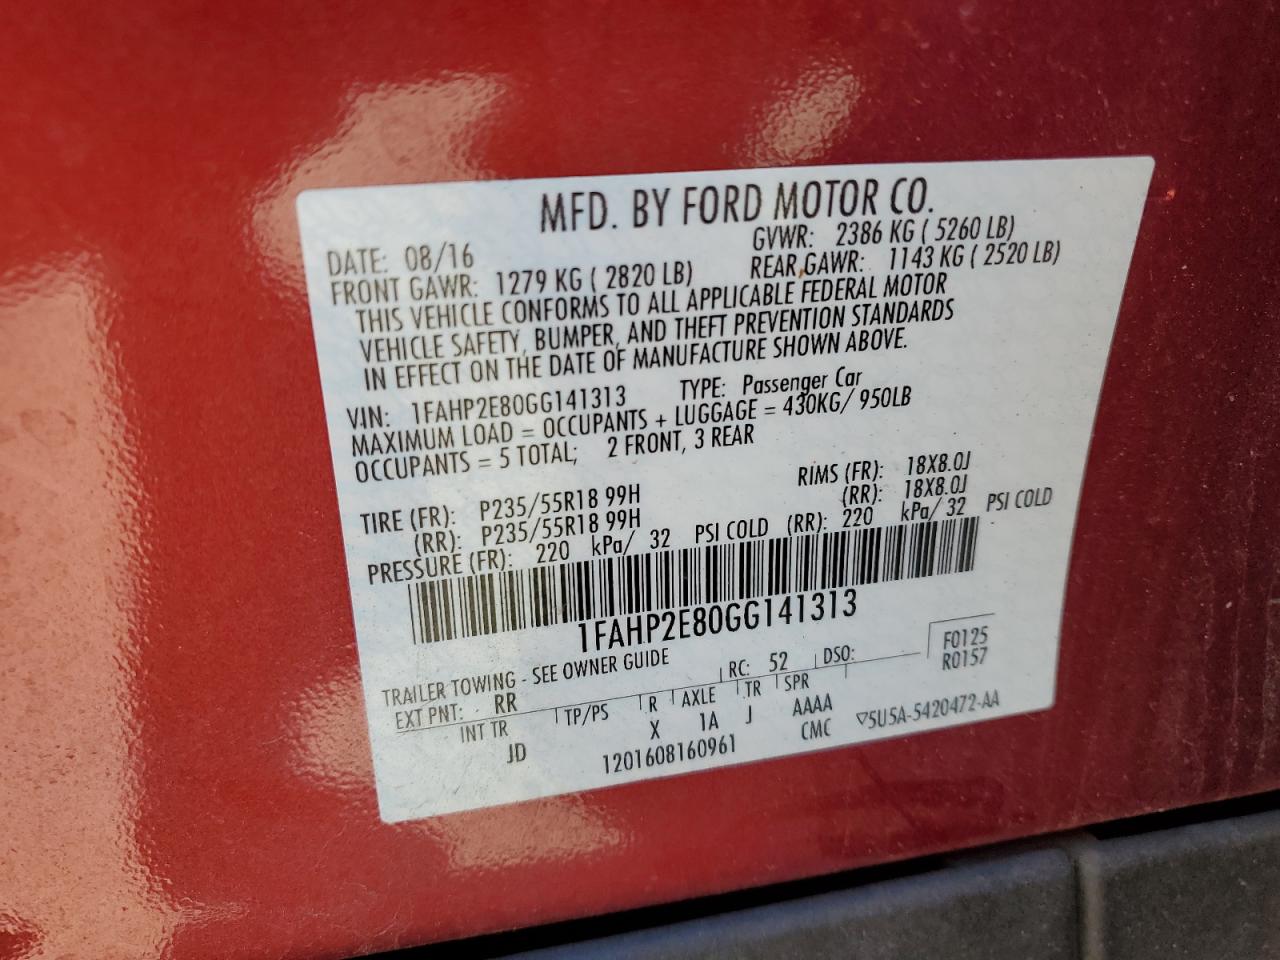 MFD. BY FORD MOTOR CO.
DATE: 08/16 GVWR: 2386 KG ( 5260 LB)
FRONT GAWR: 1279 KG ( 2820 LB) REAR GAWR: 1143 KG ( 2520 LB)
THIS VEHICLE CONFORMS TO ALL APPLICABLE FEDERAL MOTOR
VEHICLE SAFETY, BUMPER, AND THEFT PREVENTION STANDARDS
IN EFFECT ON THE DATE OF MANUFACTURE SHOWN ABOVE.
VIN: 1FAHP2E80GG141313 TYPE: Passenger Car
MAXIMUM LOAD = OCCUPANTS + LUGGAGE = 430KG/ 950LB
OCCUPANTS = 5 TOTAL; 2 FRONT, 3 REAR
TIRE (FR): P235/55R18 99H RIMS (FR): 18X8.0J
(RR): P235/55R18 99H (RR): 18X8.0J
PRESSURE (FR): 220 kPa/ 32 PSI COLD (RR): 220 kPa/ 32 PSI COLD
1FAHP2E80GG141313
TRAILER TOWING - SEE OWNER GUIDE
F0125
EXT PNT: RR RC: 52 DSO: R0157
INT TR TP/PS R AXLE TR SPR
JD X 1A J AAAA
1201608160961 CMC ▽5U5A-5420472-AA